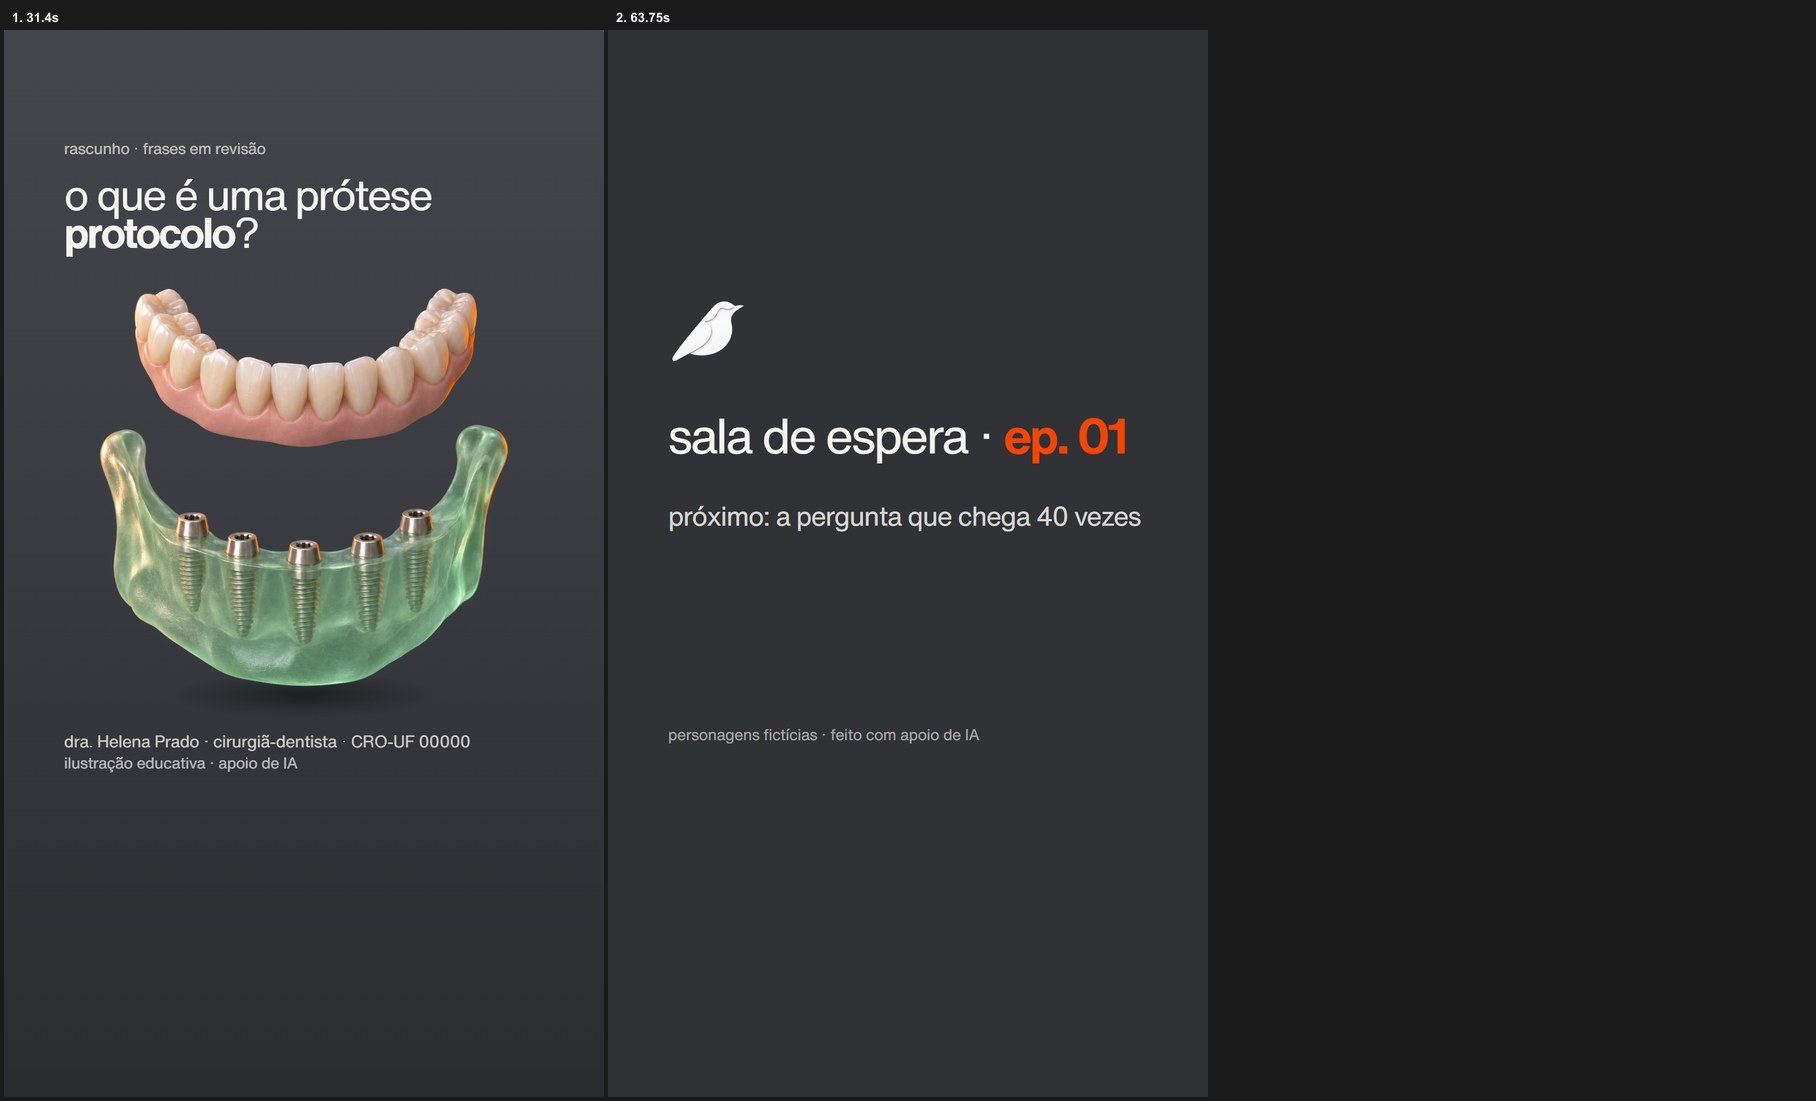 1. 31.4s
rascunho · frases em revisão
o que é uma prótese
protocolo?
dra. Helena Prado · cirurgiã-dentista · CRO-UF 00000
ilustração educativa · apoio de IA
2. 63.75s
sala de espera · ep. 01
próximo: a pergunta que chega 40 vezes
personagens fictícias · feito com apoio de IA